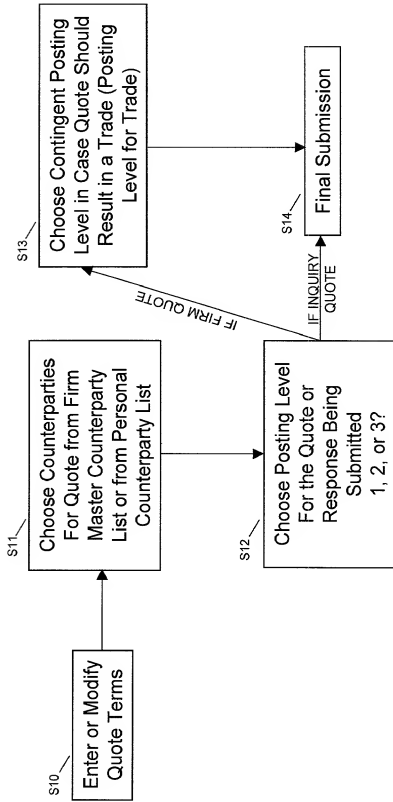 S10
Enter or Modify
Quote Terms
S11
Choose Counterparties
For Quote from Firm
Master Counterparty
List or from Personal
Counterparty List
S12
Choose Posting Level
For the Quote or
Response Being
Submitted
1, 2, or 3?
IF FIRM QUOTE
IF INQUIRY
QUOTE
S13
Choose Contingent Posting
Level in Case Quote Should
Result in a Trade (Posting
Level for Trade)
S14
Final Submission